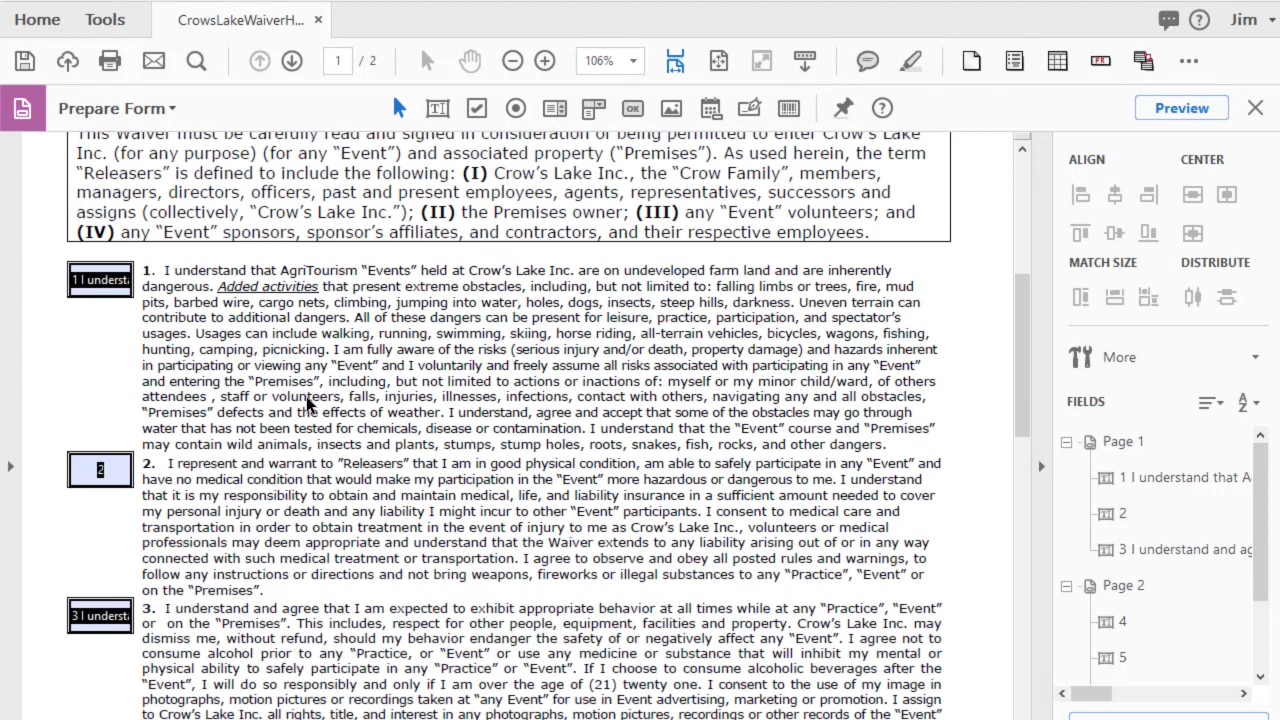 Home Tools CrowsLakeWaiverH... × Jim
1 / 2 106%
Prepare Form OK Preview
This Waiver must be carefully read and signed in consideration of being permitted to enter Crow's Lake
Inc. (for any purpose) (for any “Event”) and associated property (“Premises”). As used herein, the term
“Releasers” is defined to include the following: (I) Crow’s Lake Inc., the “Crow Family”, members,
managers, directors, officers, past and present employees, agents, representatives, successors and
assigns (collectively, “Crow’s Lake Inc.”); (II) the Premises owner; (III) any “Event” volunteers; and
(IV) any “Event” sponsors, sponsor’s affiliates, and contractors, and their respective employees.
1 I underst
1. I understand that AgriTourism “Events” held at Crow’s Lake Inc. are on undeveloped farm land and are inherently
dangerous. Added activities that present extreme obstacles, including, but not limited to: falling limbs or trees, fire, mud
pits, barbed wire, cargo nets, climbing, jumping into water, holes, dogs, insects, steep hills, darkness. Uneven terrain can
contribute to additional dangers. All of these dangers can be present for leisure, practice, participation, and spectator’s
usages. Usages can include walking, running, swimming, skiing, horse riding, all-terrain vehicles, bicycles, wagons, fishing,
hunting, camping, picnicking. I am fully aware of the risks (serious injury and/or death, property damage) and hazards inherent
in participating or viewing any “Event” and I voluntarily and freely assume all risks associated with participating in any “Event”
and entering the “Premises”, including, but not limited to actions or inactions of: myself or my minor child/ward, of others
attendees , staff or volunteers, falls, injuries, illnesses, infections, contact with others, navigating any and all obstacles,
“Premises” defects and the effects of weather. I understand, agree and accept that some of the obstacles may go through
water that has not been tested for chemicals, disease or contamination. I understand that the “Event” course and “Premises”
may contain wild animals, insects and plants, stumps, stump holes, roots, snakes, fish, rocks, and other dangers.
2
2. I represent and warrant to ”Releasers” that I am in good physical condition, am able to safely participate in any “Event” and
have no medical condition that would make my participation in the “Event” more hazardous or dangerous to me. I understand
that it is my responsibility to obtain and maintain medical, life, and liability insurance in a sufficient amount needed to cover
my personal injury or death and any liability I might incur to other “Event” participants. I consent to medical care and
transportation in order to obtain treatment in the event of injury to me as Crow’s Lake Inc., volunteers or medical
professionals may deem appropriate and understand that the Waiver extends to any liability arising out of or in any way
connected with such medical treatment or transportation. I agree to observe and obey all posted rules and warnings, to
follow any instructions or directions and not bring weapons, fireworks or illegal substances to any “Practice”, “Event” or
on the “Premises”.
3 I underst
3. I understand and agree that I am expected to exhibit appropriate behavior at all times while at any “Practice”, “Event”
or on the “Premises”. This includes, respect for other people, equipment, facilities and property. Crow’s Lake Inc. may
dismiss me, without refund, should my behavior endanger the safety of or negatively affect any “Event”. I agree not to
consume alcohol prior to any “Practice, or “Event” or use any medicine or substance that will inhibit my mental or
physical ability to safely participate in any “Practice” or “Event”. If I choose to consume alcoholic beverages after the
“Event”, I will do so responsibly and only if I am over the age of (21) twenty one. I consent to the use of my image in
photographs, motion pictures or recordings taken at “any Event” for use in Event advertising, marketing or promotion. I assign
to Crow’s Lake Inc. all rights, title, and interest in any photographs, motion pictures, recordings or other records of the “Event”
ALIGN CENTER
MATCH SIZE DISTRIBUTE
More
FIELDS
Page 1
1 I understand that A
2
3 I understand and ag
Page 2
4
5